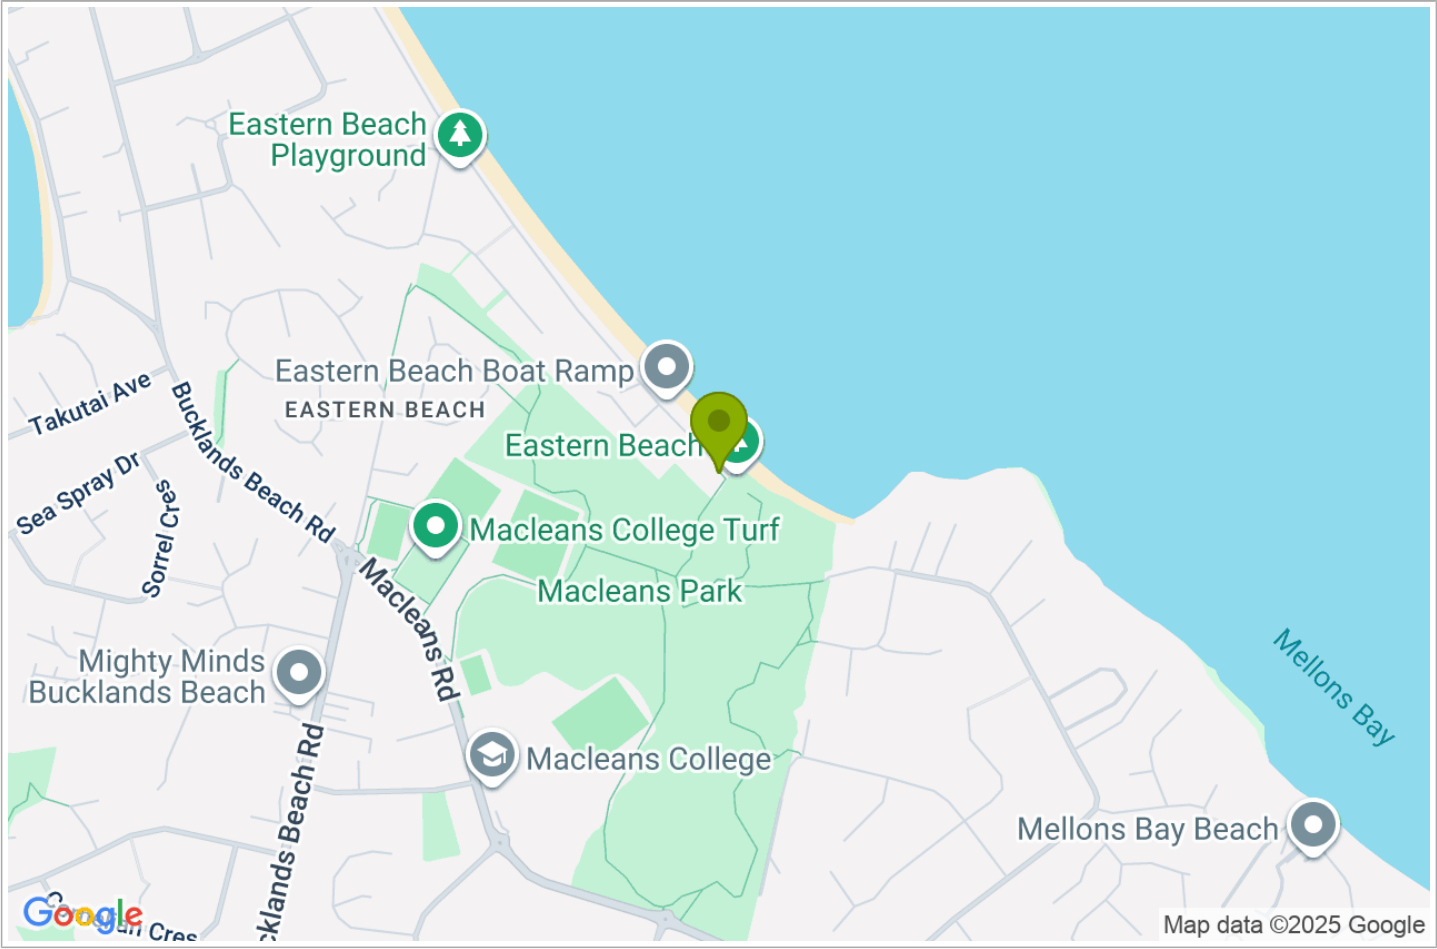 Eastern Beach
Playground
Eastern Beach Boat Ramp
EASTERN BEACH
Takutai Ave
Bucklands Beach Rd
Eastern Beach
Sea Spray Dr
Sorrel Cres
Macleans College Turf
Macleans Park
Macleans Rd
Mighty Minds
Bucklands Beach
Mellons Bay
Macleans College
Bucklands Beach Rd
Mellons Bay Beach
Cres
Google
Map data ©2025 Google